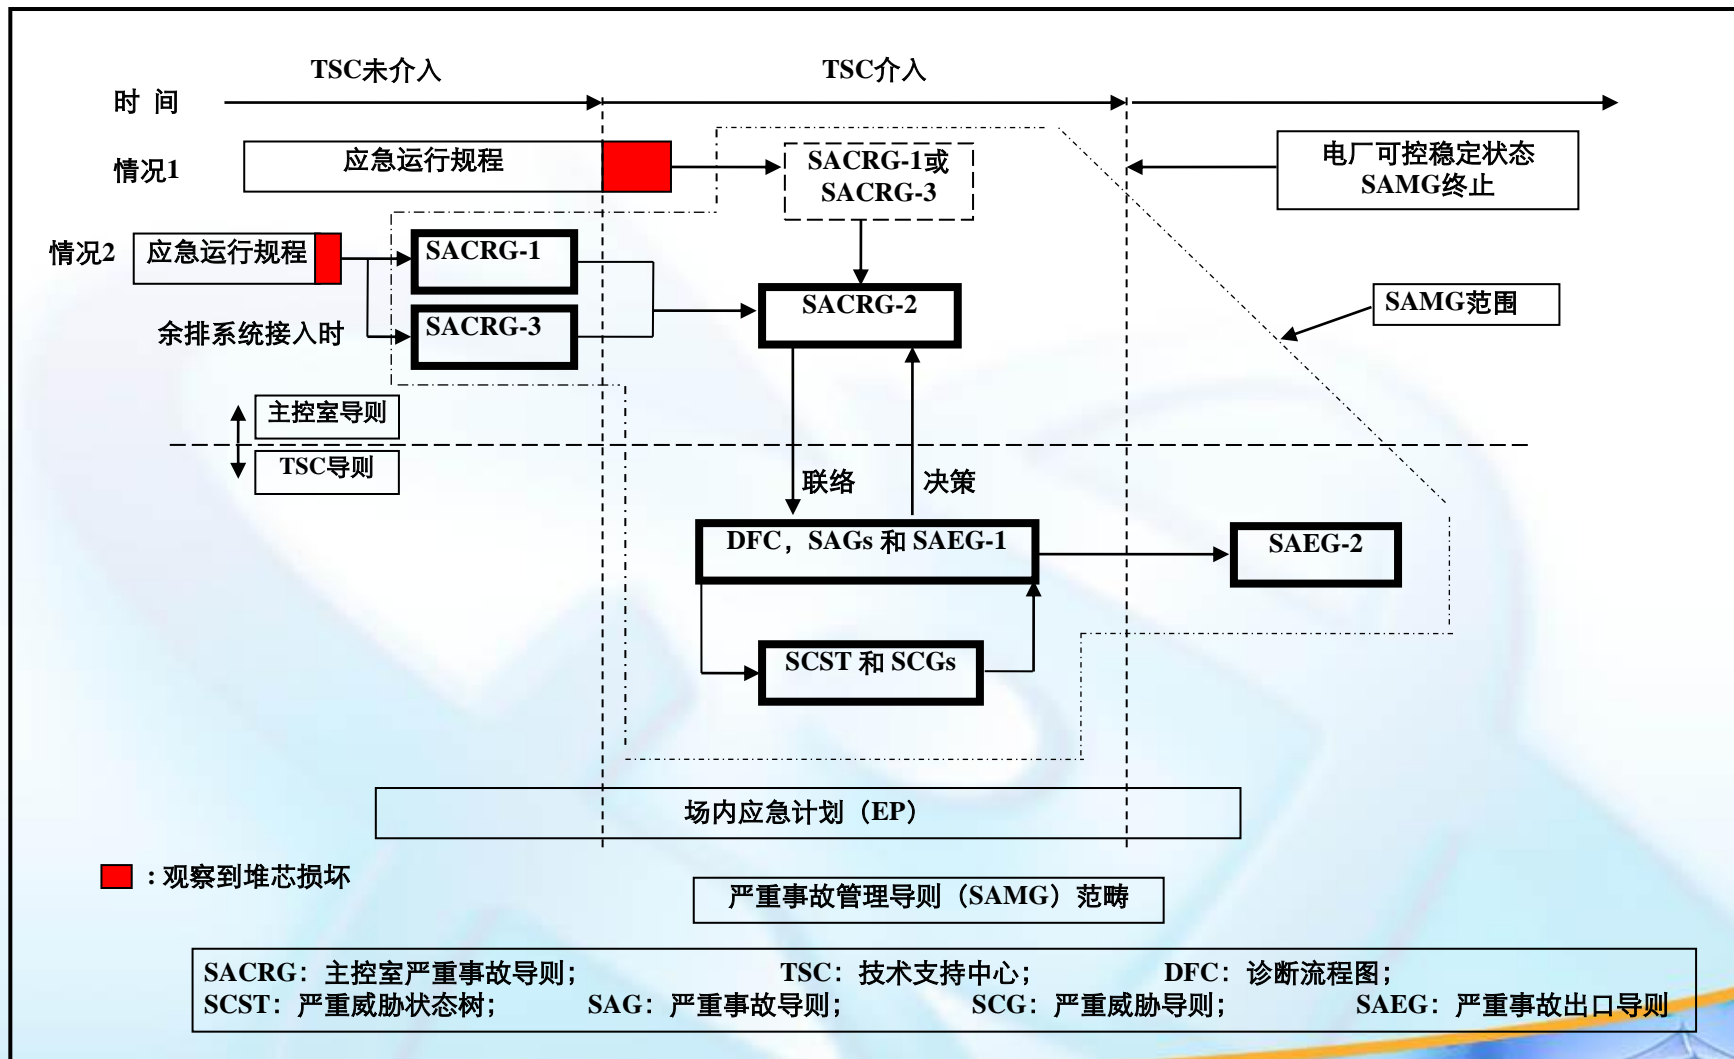 TSC未介入
TSC介入
时 间
情况1
应急运行规程
SACRG-1或
SACRG-3
电厂可控稳定状态
SAMG终止
情况2
应急运行规程
SACRG-1
SACRG-2
SAMG范围
SACRG-3
余排系统接入时
主控室导则
TSC导则
联络
决策
DFC，SAGs 和 SAEG-1
SAEG-2
SCST 和 SCGs
场内应急计划（EP）
：观察到堆芯损坏
严重事故管理导则（SAMG）范畴
SACRG：主控室严重事故导则； TSC：技术支持中心； DFC：诊断流程图；
SCST：严重威胁状态树； SAG：严重事故导则； SCG：严重威胁导则； SAEG：严重事故出口导则